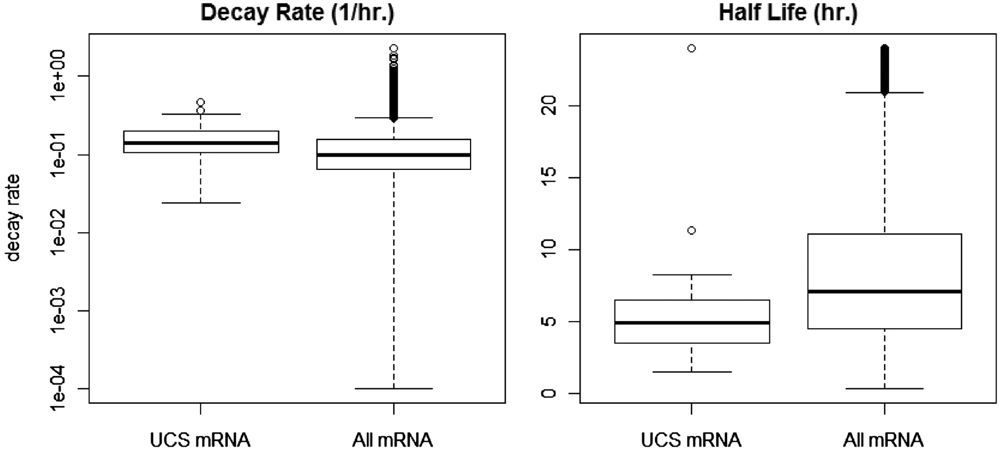 Decay Rate (1/hr.)
decay rate
1e+00
1e-01
1e-02
1e-03
1e-04
UCS mRNA All mRNA
Half Life (hr.)
20
15
10
5
0
UCS mRNA All mRNA